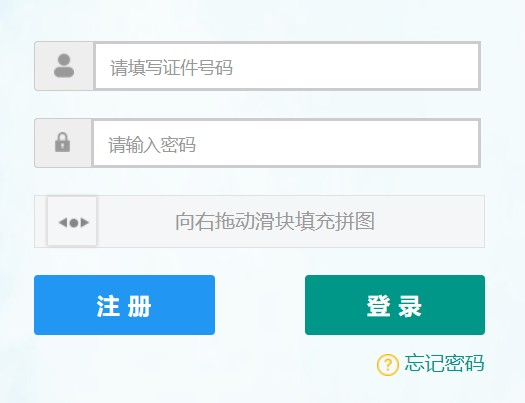 请填写证件号码
请输入密码
向右拖动滑块填充拼图
注 册
登 录
? 忘记密码